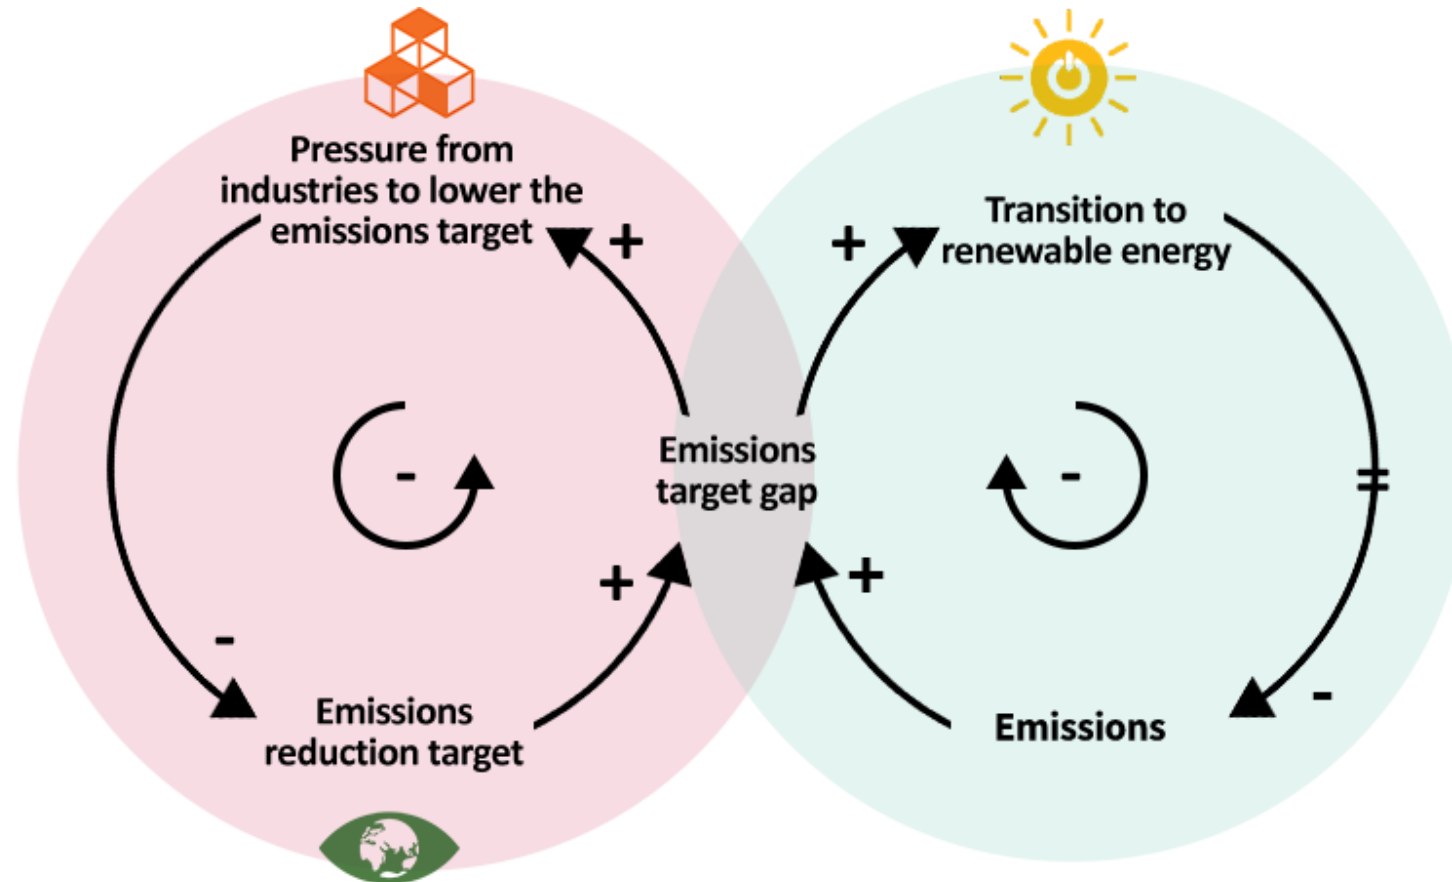 Pressure from
industries to lower the
emissions target
+
+
Transition to
renewable energy
-
-
Emissions
target gap
=
+
+
-
-
Emissions
reduction target
Emissions